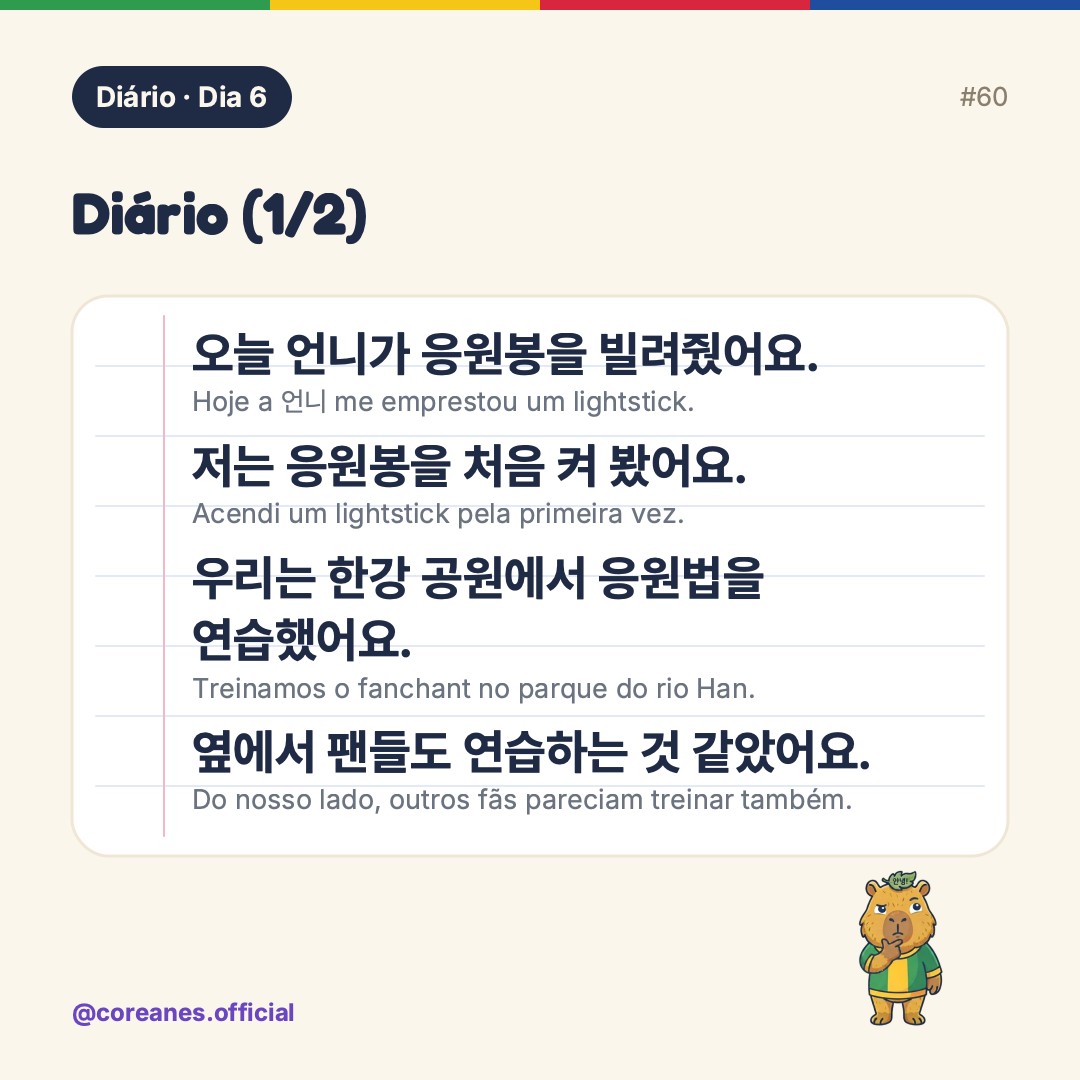 Diário · Dia 6
#60
Diário (1/2)
오늘 언니가 응원봉을 빌려줬어요.
Hoje a 언니 me emprestou um lightstick.
저는 응원봉을 처음 켜 봤어요.
Acendi um lightstick pela primeira vez.
우리는 한강 공원에서 응원법을
연습했어요.
Treinamos o fanchant no parque do rio Han.
옆에서 팬들도 연습하는 것 같았어요.
Do nosso lado, outros fãs pareciam treinar também.
안녕!
@coreanes.official